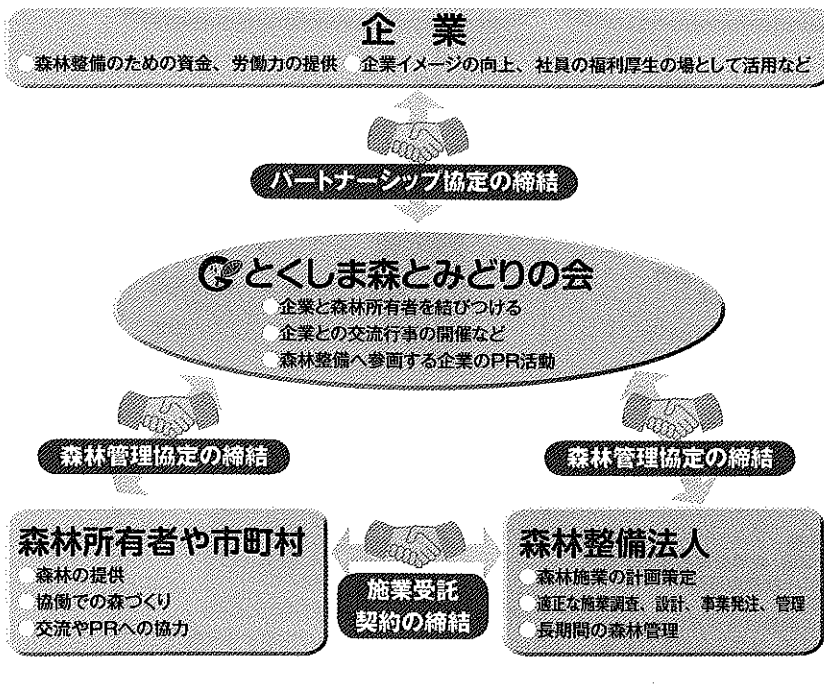 企 業
森林整備のための資金、労働力の提供 企業イメージの向上、社員の福利厚生の場として活用など
パートナーシップ協定の締結
とくしま森とみどりの会
企業と森林所有者を結びつける
企業との交流行事の開催など
森林整備へ参画する企業のPR活動
森林管理協定の締結
森林管理協定の締結
森林所有者や市町村
森林の提供
協働での森づくり
交流やPRへの協力
施業受託
契約の締結
森林整備法人
森林施業の計画策定
適正な施業調査、設計、事業発注、管理
長期間の森林管理